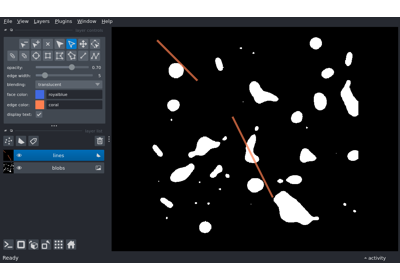 File View Layers Plugins Window Help
opacity: 0.70
edge width: 5
blending: translucent
face color: royalblue
edge color: coral
display text:
lines
blobs
Ready
activity